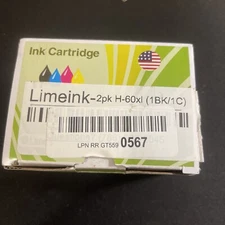 Ink Cartridge
Limeink-2pk H-60xl (1BK/1C)
LPN RR GT559 0567